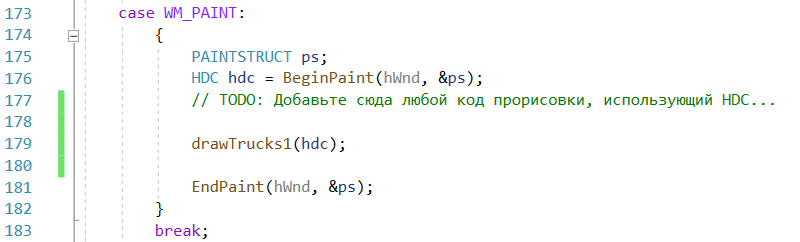 173 case WM_PAINT:
174 {
175 PAINTSTRUCT ps;
176 HDC hdc = BeginPaint(hWnd, &ps);
177 // TODO: Добавьте сюда любой код прорисовки, использующий HDC...
178
179 drawTrucks1(hdc);
180
181 EndPaint(hWnd, &ps);
182 }
183 break;